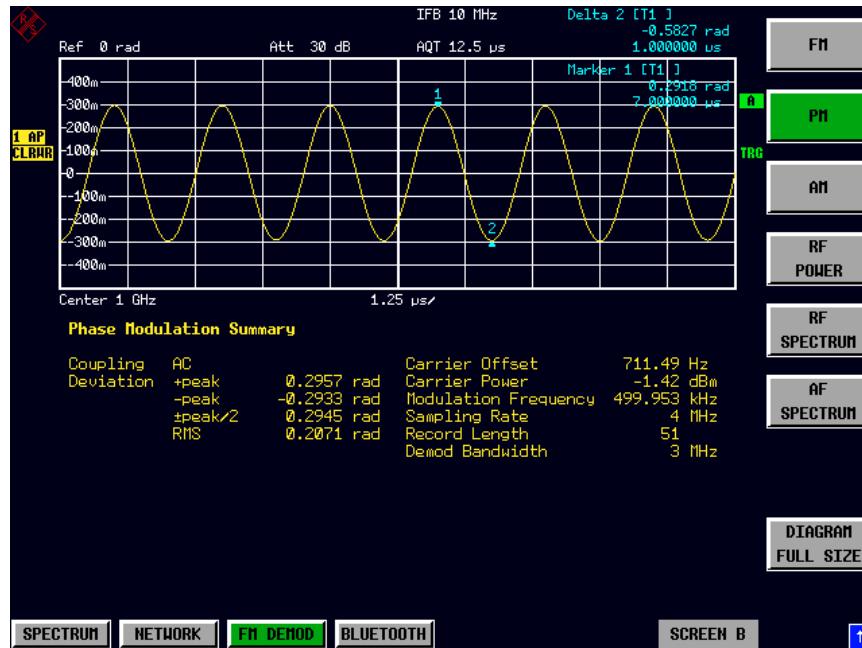 IFB 10 MHz Delta 2 [T1 ]
-0.5827 rad
Ref 0 rad Att 30 dB AQT 12.5 µs 1.000000 us
Marker 1 [T1 ]
0.2918 rad
7.000000 µs
400m
300m
200m
100m
0
-100m
-200m
-300m
-400m
1
2
1 AP
CLRWR
A
TRG
Center 1 GHz 1.25 µs/
Phase Modulation Summary
Coupling AC
Deviation +peak 0.2957 rad
-peak -0.2933 rad
±peak/2 0.2945 rad
RMS 0.2071 rad
Carrier Offset 711.49 Hz
Carrier Power -1.42 dBm
Modulation Frequency 499.953 kHz
Sampling Rate 4 MHz
Record Length 51
Demod Bandwidth 3 MHz
FM
PM
AM
RF
POWER
RF
SPECTRUM
AF
SPECTRUM
DIAGRAM
FULL SIZE
SPECTRUM NETWORK FM DEMOD BLUETOOTH SCREEN B